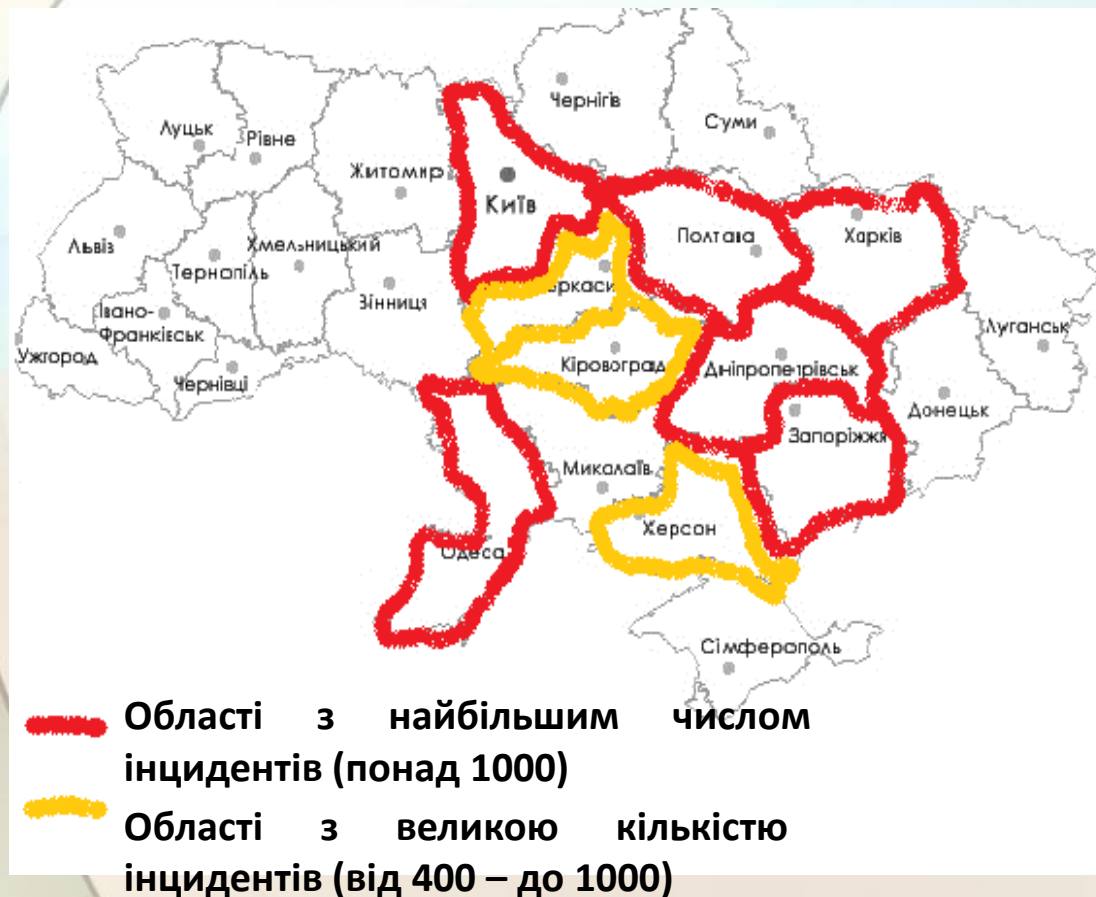 Чернігів
Суми
Луцьк
Рівне
Житомир
Київ
Полтава
Харків
Львів
Хмельницький
Тернопіль
еркаси
Вінниця
Івано-
Франківськ
Луганськ
Ужгород
Кіровоград
Дніпропетрівськ
Чернівці
Донецьк
Запоріжжя
Миколаїв
Херсон
Одеса
Сімферополь
Області з найбільшим числом
інцидентів (понад 1000)
Області з великою кількістю
інцидентів (від 400 – до 1000)